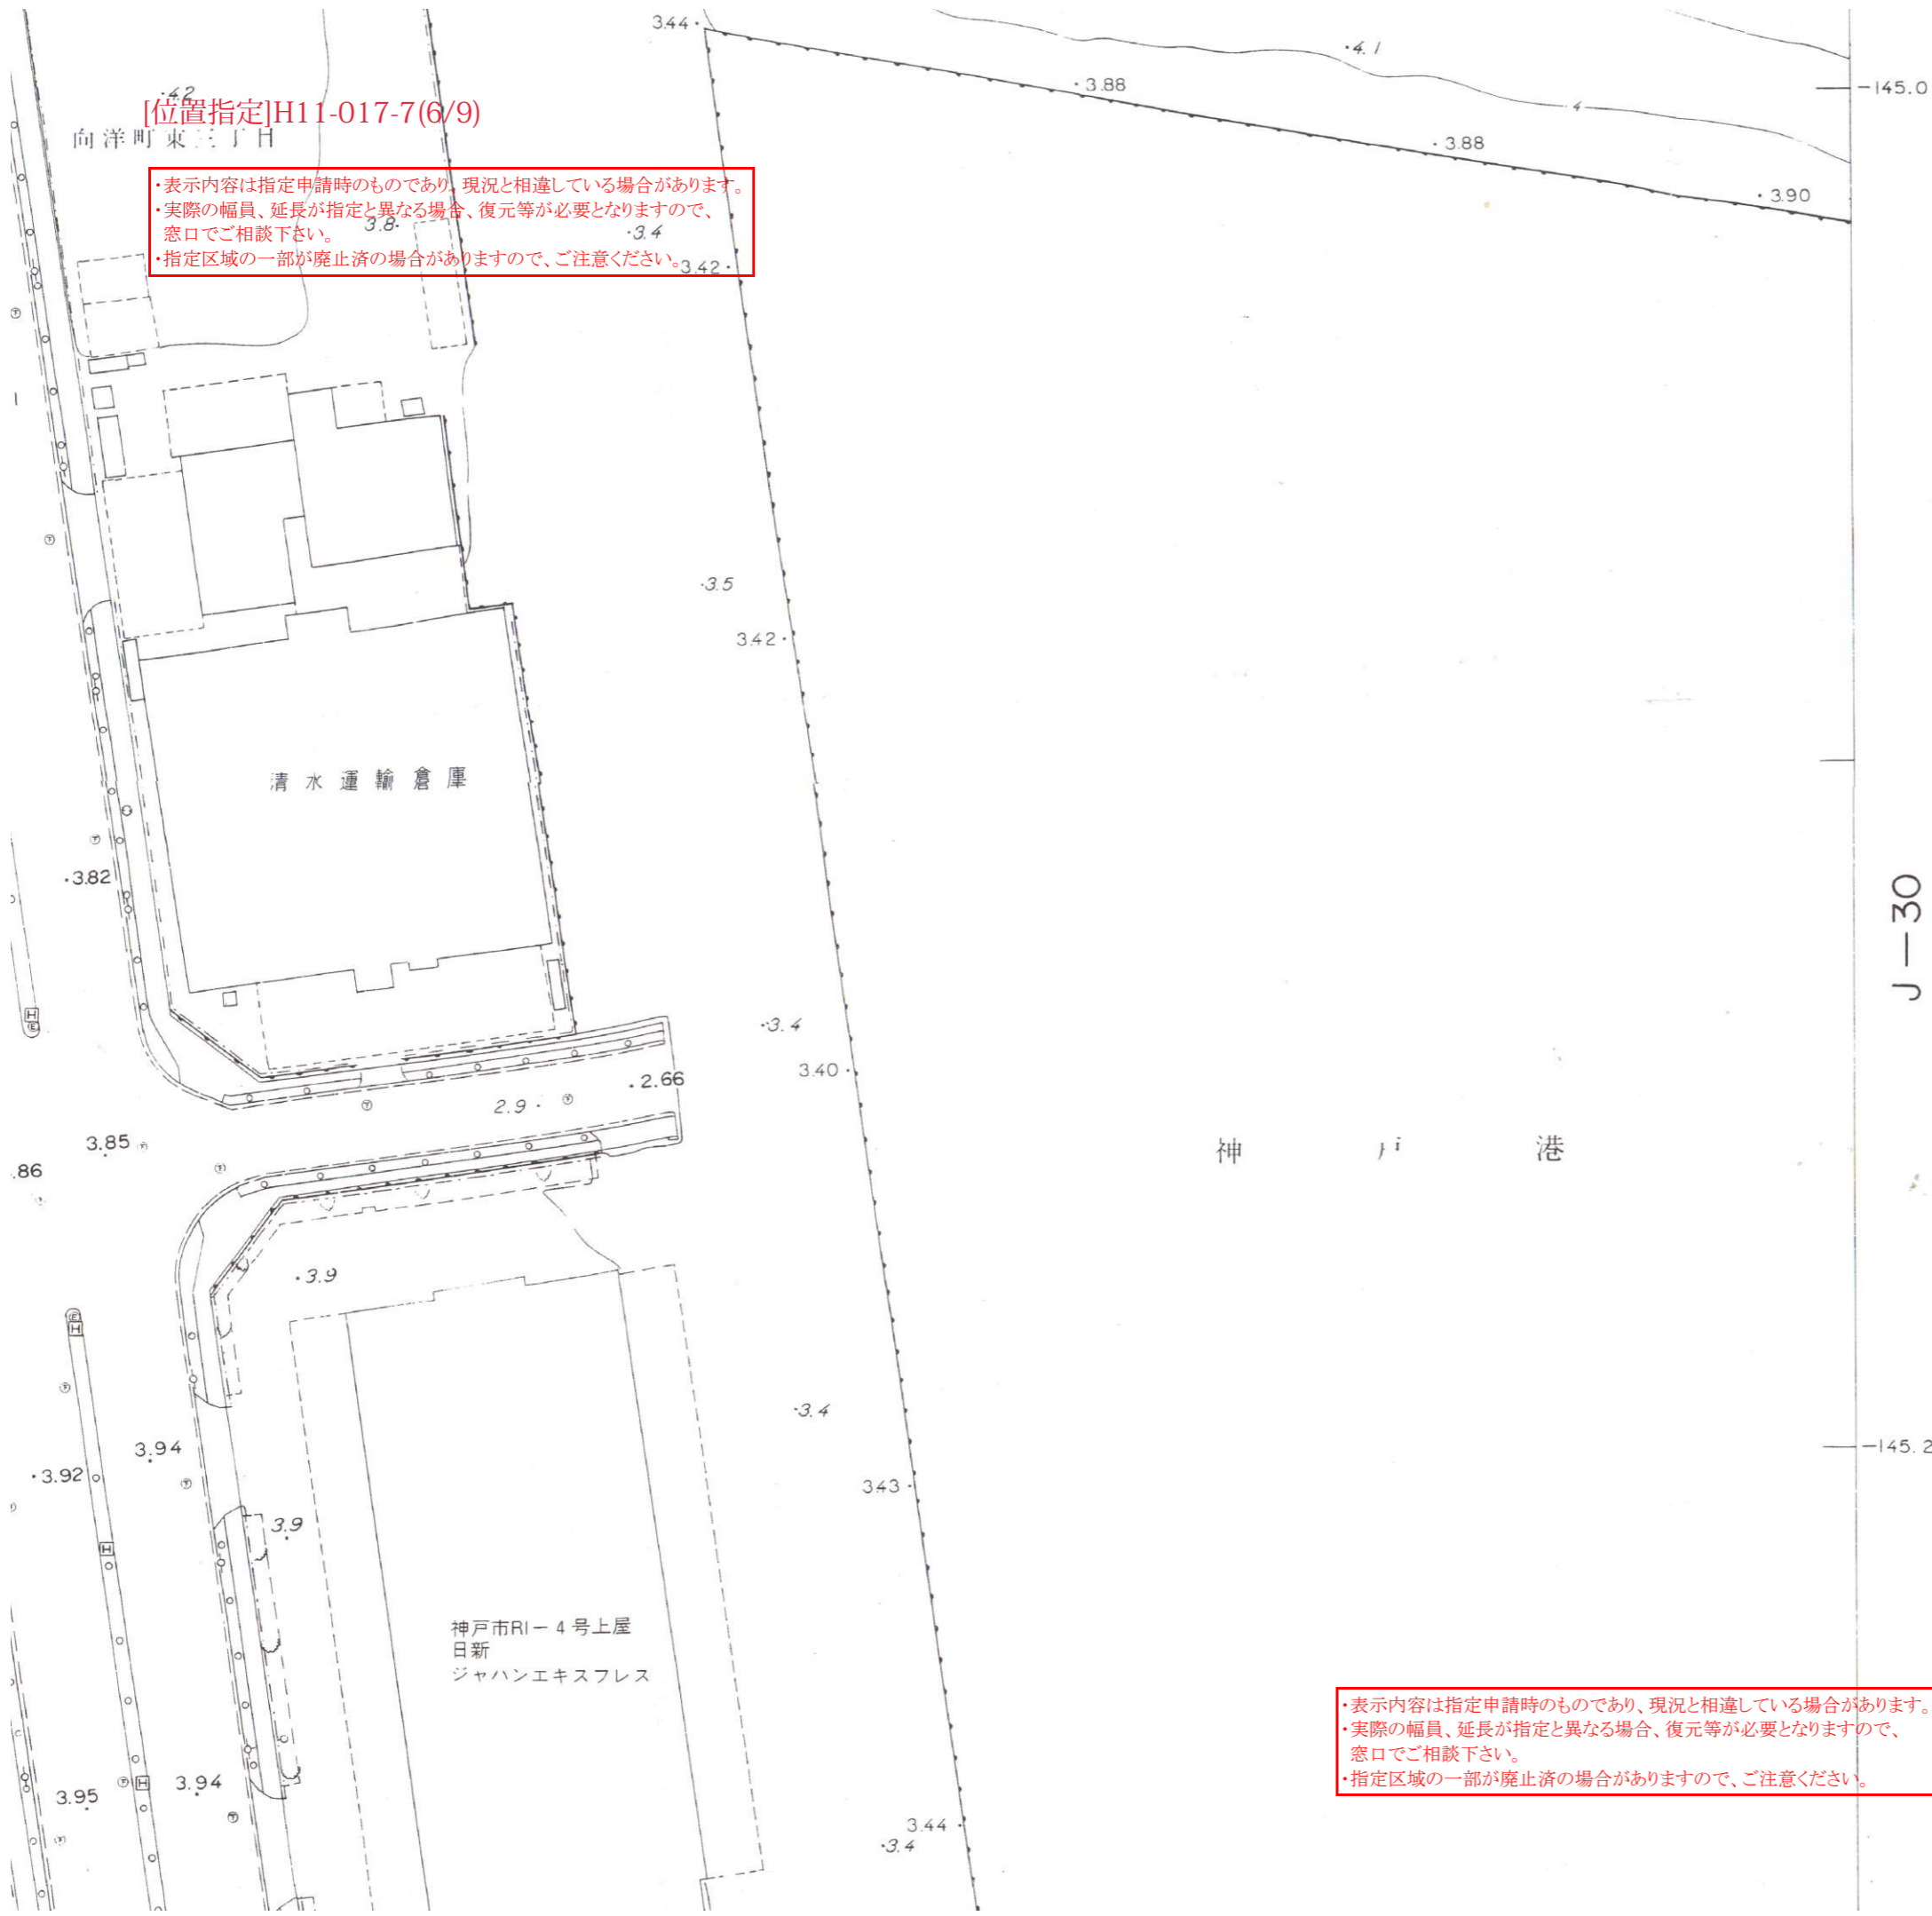 3.44
4.1
3.88
4
-145.0
4.2
[位置指定]H11-017-7(6/9)
向洋町東三丁目
3.88
・表示内容は指定申請時のものであり、現況と相違している場合があります。
・実際の幅員、延長が指定と異なる場合、復元等が必要となりますので、
窓口でご相談下さい。
・指定区域の一部が廃止済の場合がありますので、ご注意ください。
3.90
3.8
3.4
3.42
3.5
3.42
清水運輸倉庫
3.82
J-30
H
E
3.4
3.40
2.66
2.9
3.85
.86
神戸港
3.9
E
H
3.4
3.94
3.92
-145.2
3.43
3.9
H
神戸市RI-4号上屋
日新
ジャハンエキスフレス
・表示内容は指定申請時のものであり、現況と相違している場合があります。
・実際の幅員、延長が指定と異なる場合、復元等が必要となりますので、
窓口でご相談下さい。
・指定区域の一部が廃止済の場合がありますので、ご注意ください。
3.95
H
3.94
3.44
3.4